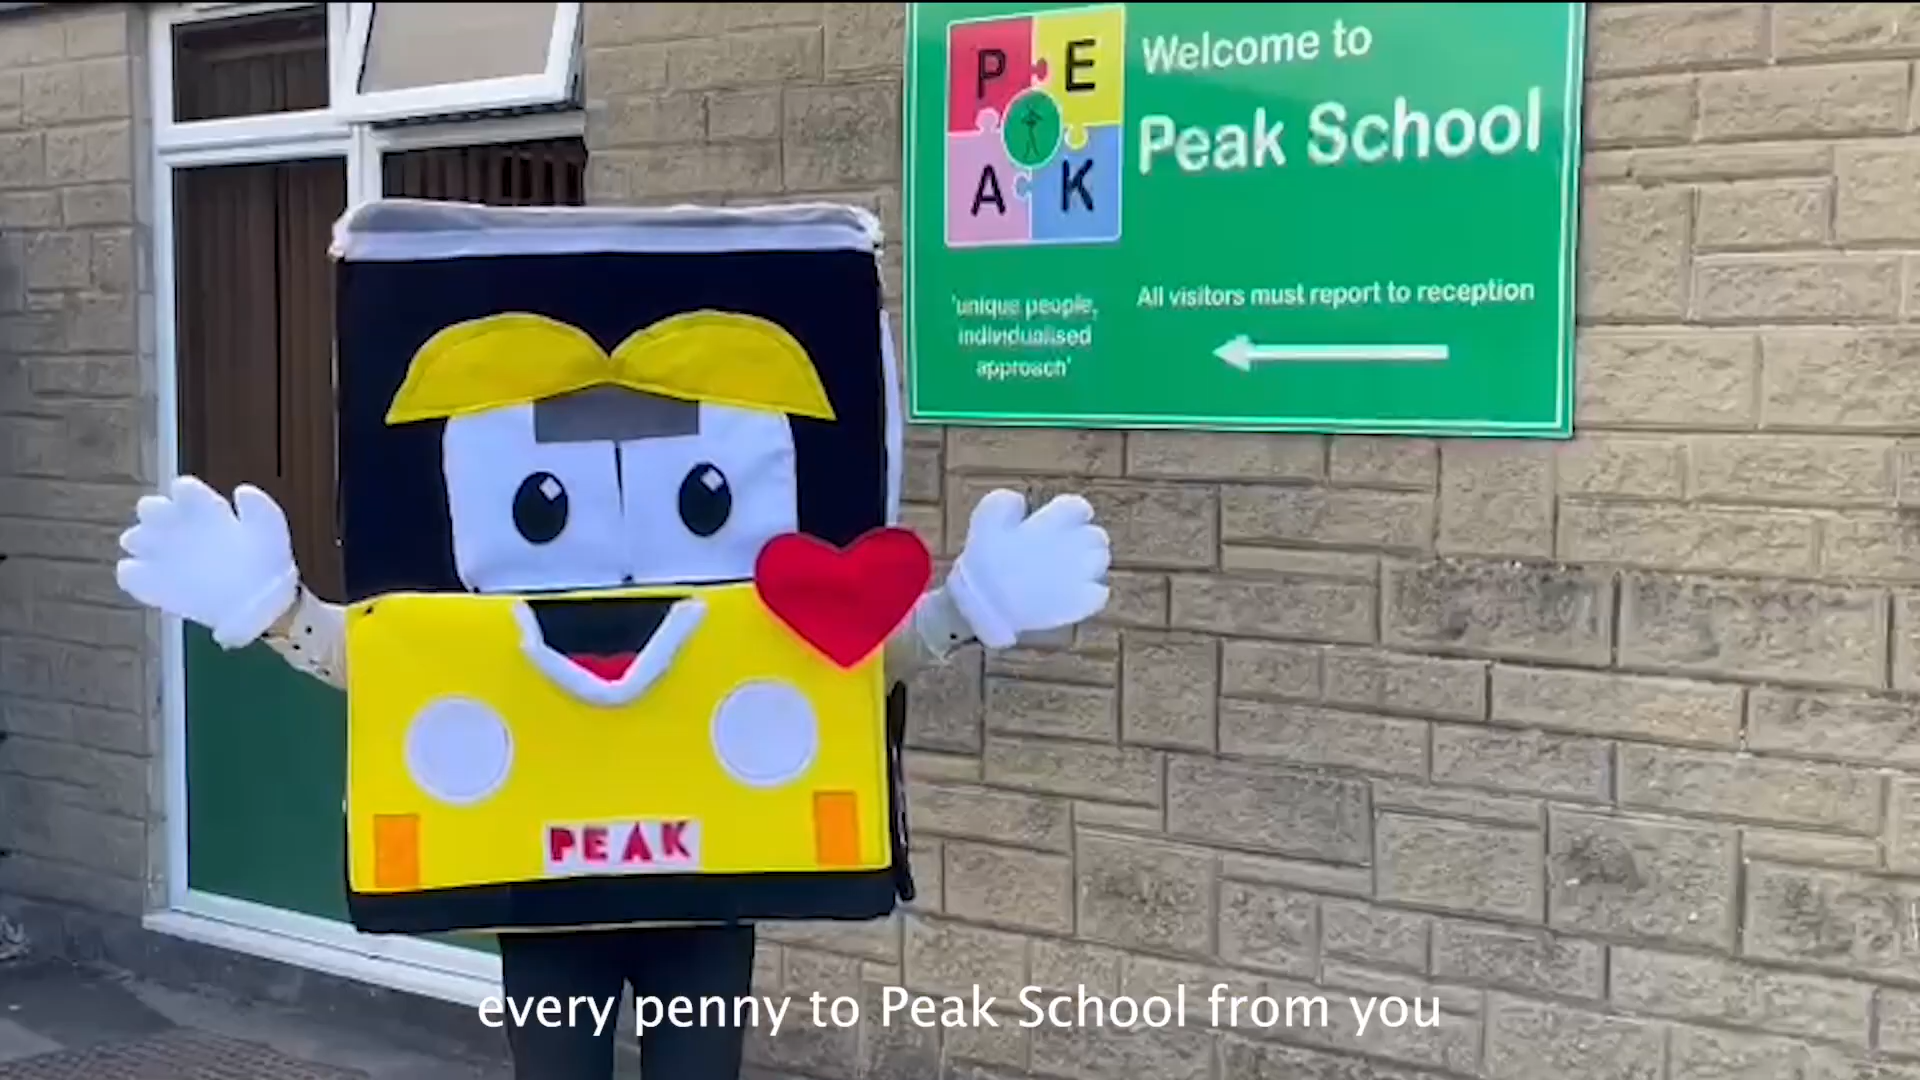 P E
A K
Welcome to
Peak School
'unique people,
individualised
approach'
All visitors must report to reception
PEAK
every penny to Peak School from you